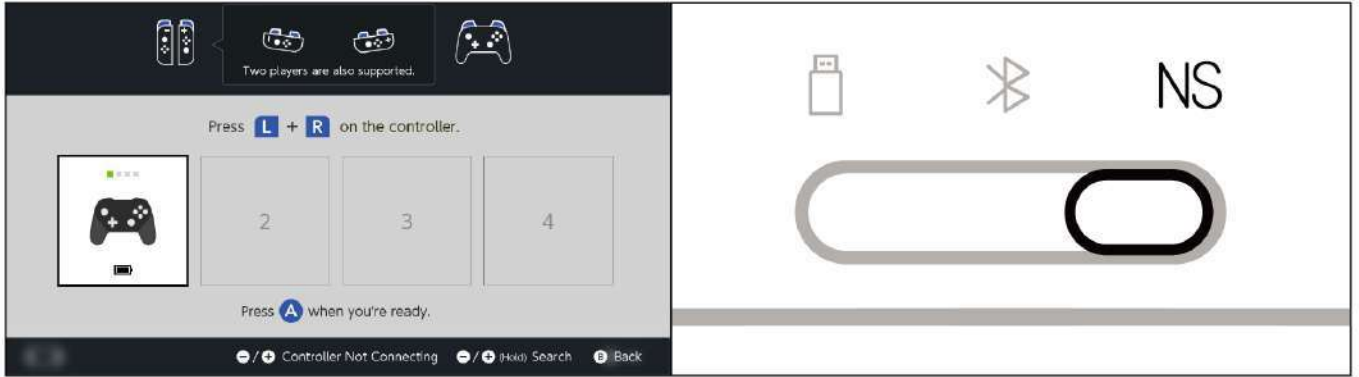 Two players are also supported.
Press L + R on the controller.
2
3
4
Press A when you're ready.
-/+ Controller Not Connecting -/+ (Hold) Search B Back
NS